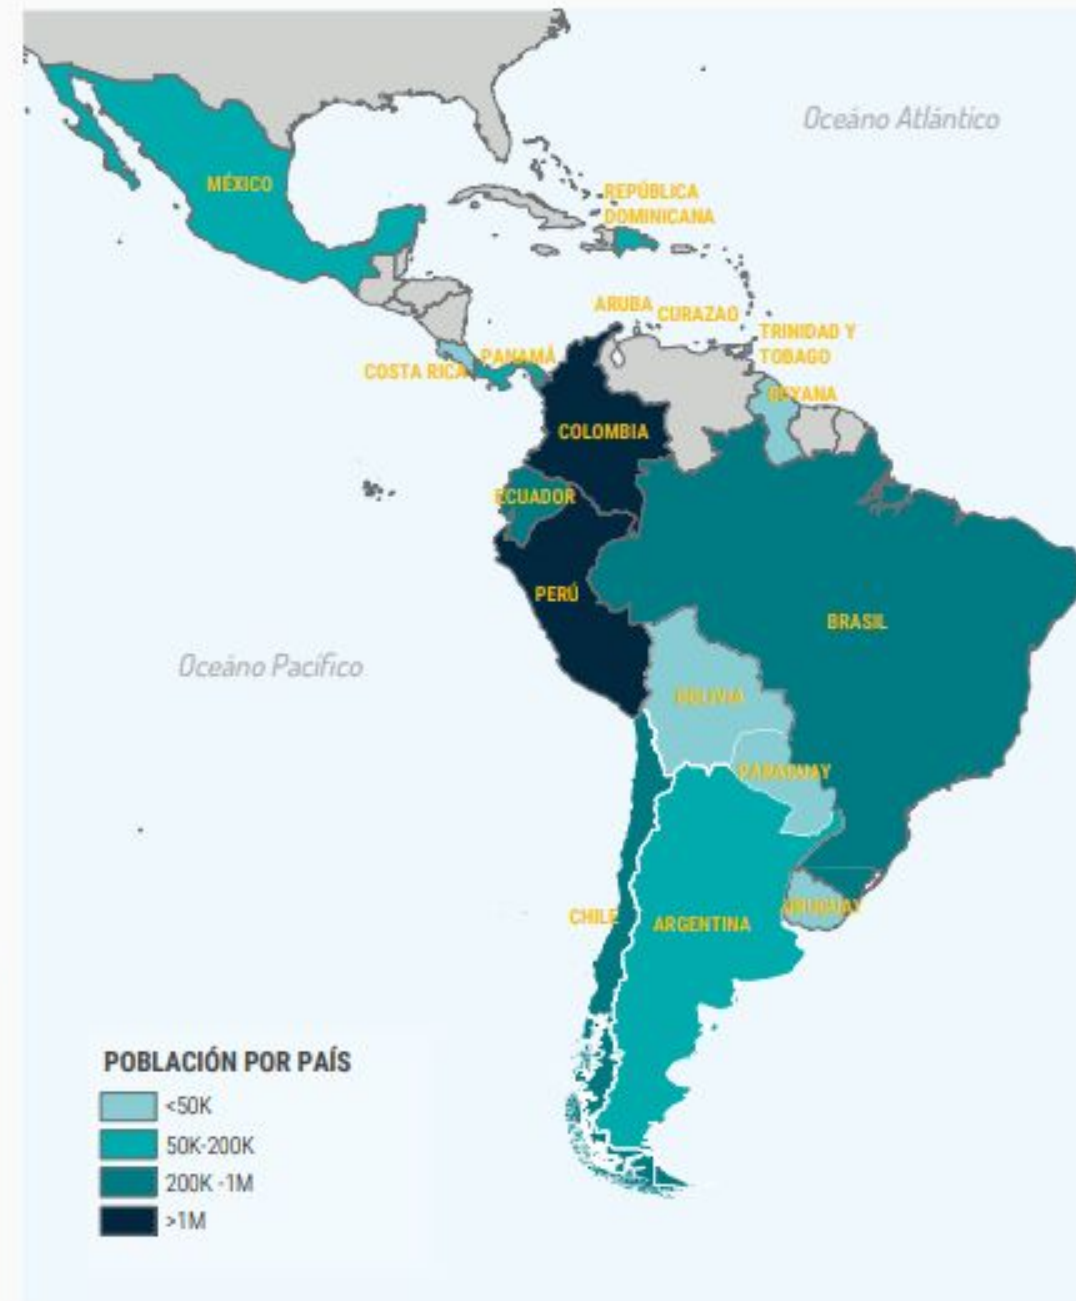 Oceáno Atlántico
MÉXICO
REPÚBLICA
DOMINICANA
ARUBA
CURAZAO
TRINIDAD Y
TOBAGO
COSTA RICA
PANAMÁ
GUYANA
COLOMBIA
ECUADOR
PERÚ
BRASIL
Oceáno Pacífico
BOLIVIA
PARAGUAY
CHILE
ARGENTINA
URUGUAY
POBLACIÓN POR PAÍS
<50K
50K-200K
200K -1M
>1M